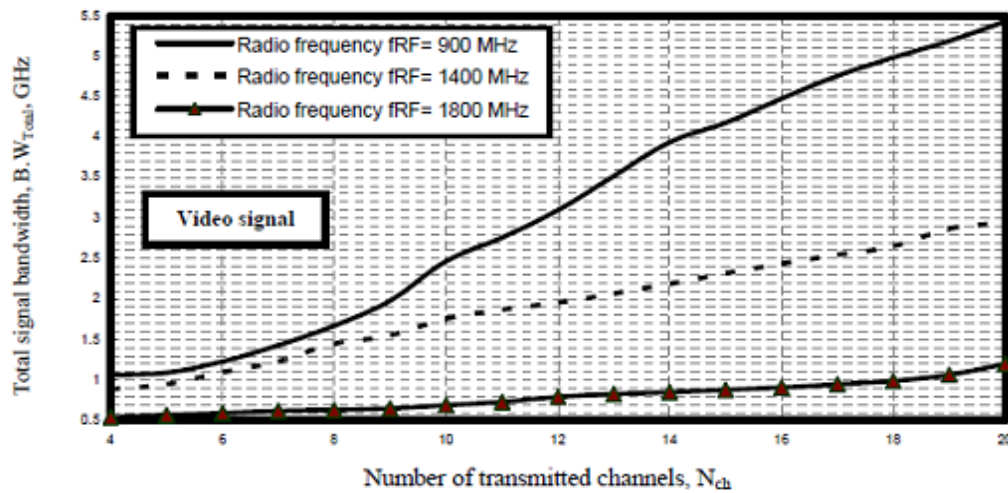 Total signal bandwidth, B. W_Total, GHz
5.5
5
4.5
4
3.5
3
2.5
2
1.5
1
0.5
Radio frequency fRF= 900 MHz
Radio frequency fRF= 1400 MHz
Radio frequency fRF= 1800 MHz
Video signal
4 6 8 10 12 14 16 18 20
Number of transmitted channels, N_ch